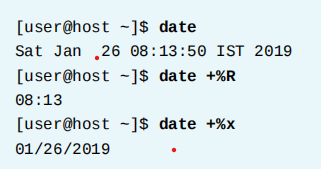 [user@host ~]$ date
Sat Jan 26 08:13:50 IST 2019
[user@host ~]$ date +%R
08:13
[user@host ~]$ date +%x
01/26/2019